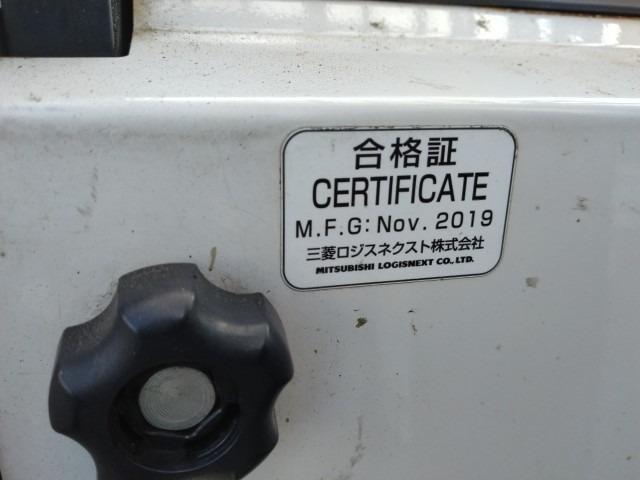 合格証
CERTIFICATE
M.F.G: Nov. 2019
三菱ロジスネクスト株式会社
MITSUBISHI LOGISNEXT CO., LTD.